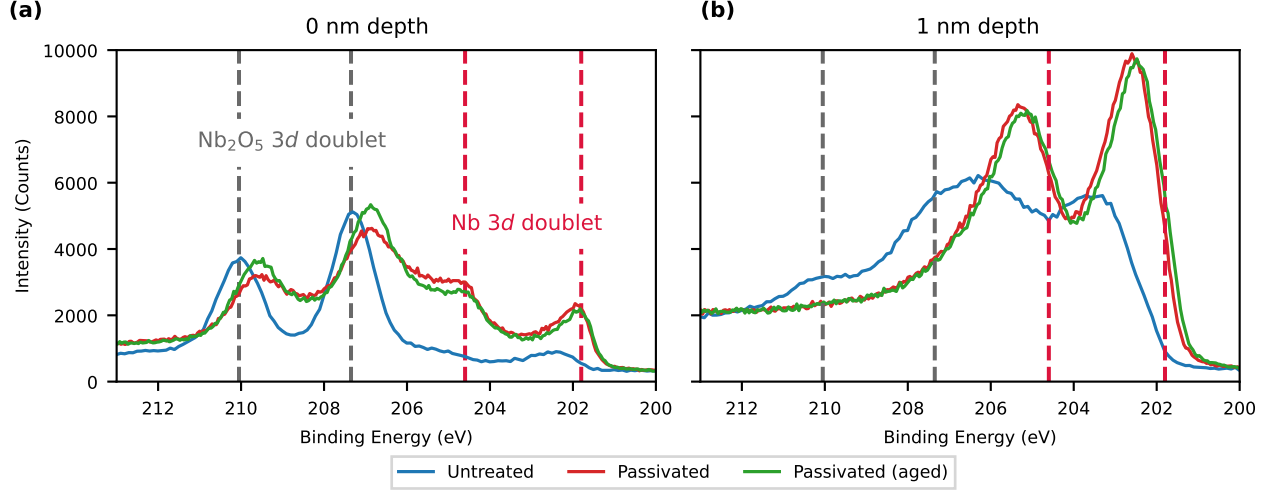 (a)
0 nm depth
(b)
1 nm depth
10000
8000
6000
4000
2000
0
Intensity (Counts)
Nb₂O₅ 3d doublet
Nb 3d doublet
212 210 208 206 204 202 200
Binding Energy (eV)
212 210 208 206 204 202 200
Binding Energy (eV)
Untreated Passivated Passivated (aged)